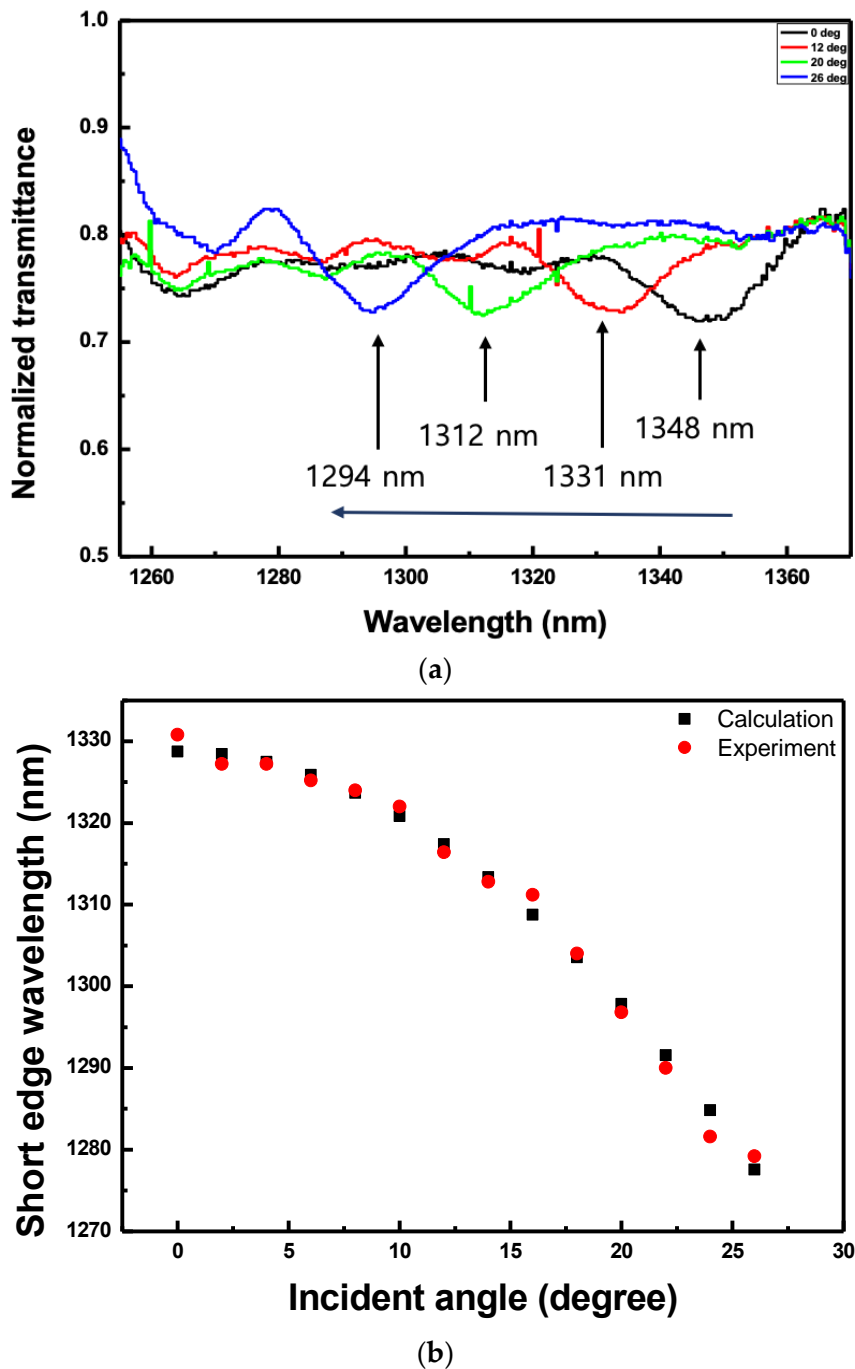 1.0
0.9
0.8
0.7
0.6
0.5
Normalized transmittance
0 deg
12 deg
20 deg
26 deg
1312 nm
1348 nm
1294 nm
1331 nm
1260
1280
1300
1320
1340
1360
Wavelength (nm)
(a)
1330
1320
1310
1300
1290
1280
1270
Short edge wavelength (nm)
Calculation
Experiment
0
5
10
15
20
25
30
Incident angle (degree)
(b)